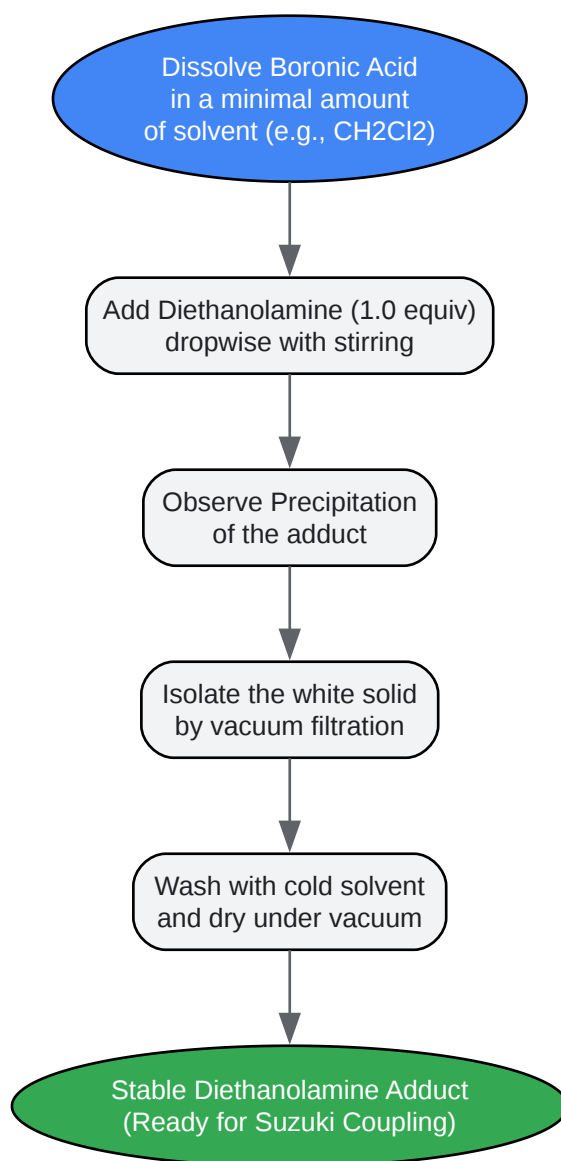 Dissolve Boronic Acid
in a minimal amount
of solvent (e.g., CH2Cl2)
Add Diethanolamine (1.0 equiv)
dropwise with stirring
Observe Precipitation
of the adduct
Isolate the white solid
by vacuum filtration
Wash with cold solvent
and dry under vacuum
Stable Diethanolamine Adduct
(Ready for Suzuki Coupling)